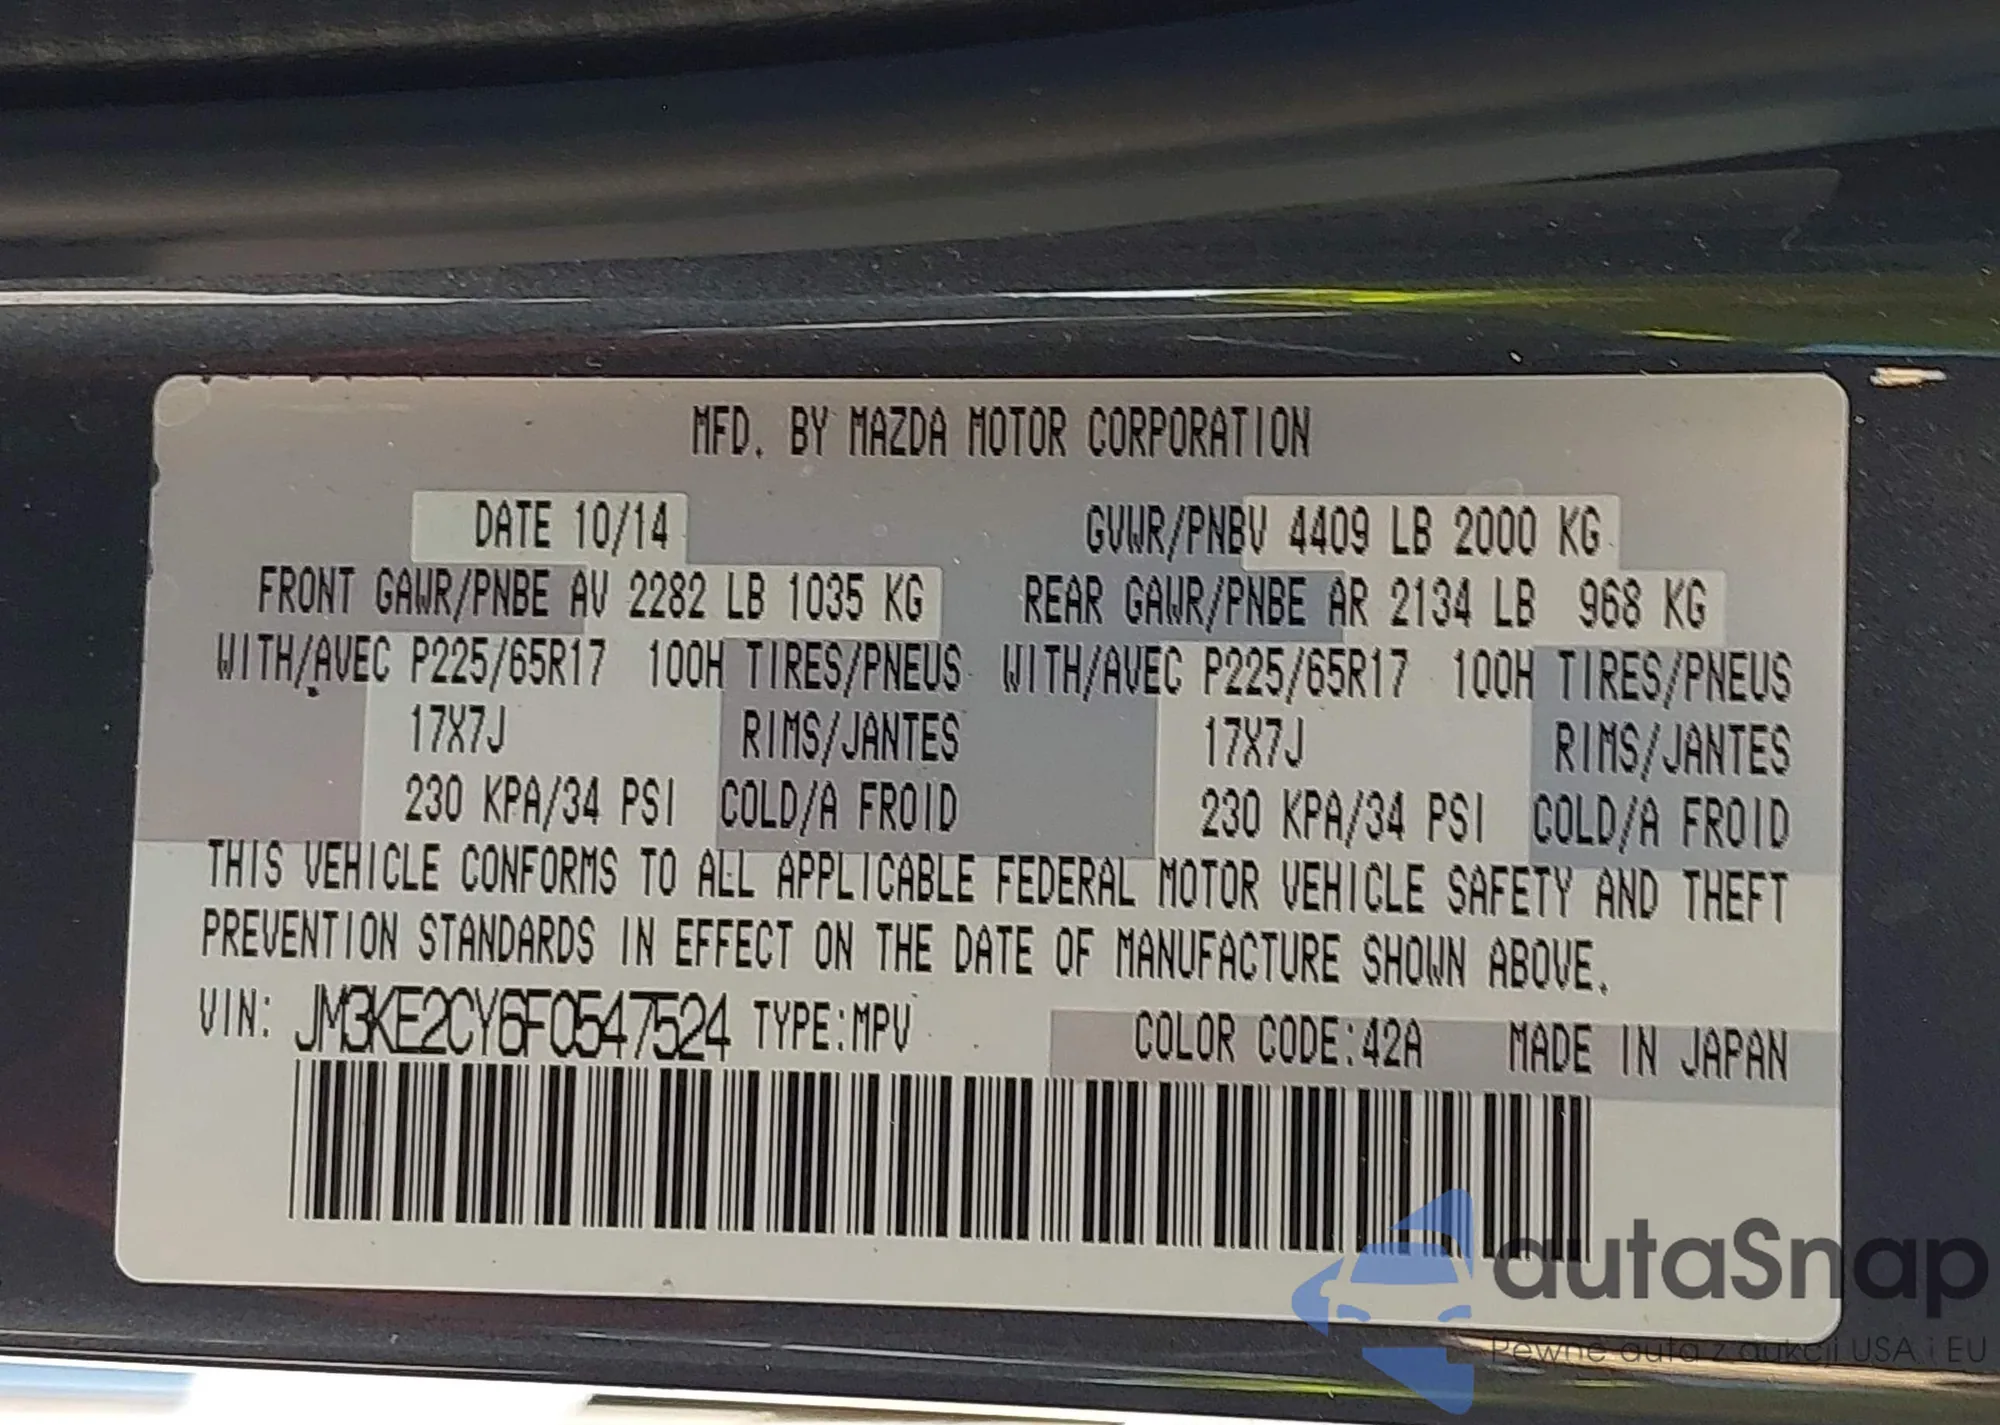 MFD. BY MAZDA MOTOR CORPORATION
DATE 10/14 GVWR/PNBV 4409 LB 2000 KG
FRONT GAWR/PNBE AV 2282 LB 1035 KG REAR GAWR/PNBE AR 2134 LB 968 KG
WITH/AVEC P225/65R17 100H TIRES/PNEUS WITH/AVEC P225/65R17 100H TIRES/PNEUS
17X7J RIMS/JANTES 17X7J RIMS/JANTES
230 KPA/34 PSI COLD/A FROID 230 KPA/34 PSI COLD/A FROID
THIS VEHICLE CONFORMS TO ALL APPLICABLE FEDERAL MOTOR VEHICLE SAFETY AND THEFT
PREVENTION STANDARDS IN EFFECT ON THE DATE OF MANUFACTURE SHOWN ABOVE.
VIN: JM3KE2CY6F0547524 TYPE:MPV COLOR CODE:42A MADE IN JAPAN
autaSnap
Pewne auta z aukcji USA i EU